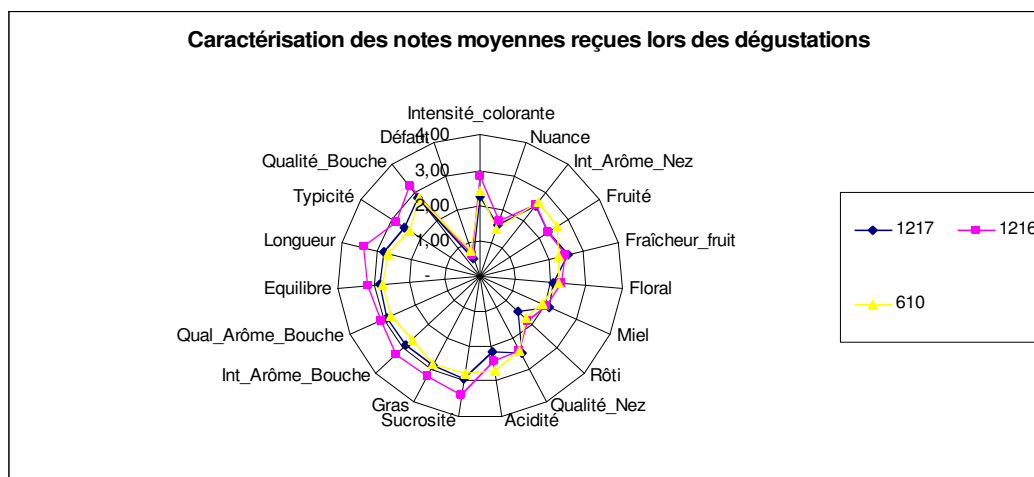 Caractérisation des notes moyennes reçues lors des dégustations
Intensité_colorante
4,00
Défaut
Nuance
Qualité_Bouche
Int_Arôme_Nez
3,00
Typicité
Fruité
2,00
Longueur
Fraîcheur_fruit
1,00
-
Equilibre
Floral
Qual_Arôme_Bouche
Miel
Int_Arôme_Bouche
Rôti
Gras
Qualité_Nez
Sucrosité
Acidité
1217
1216
610